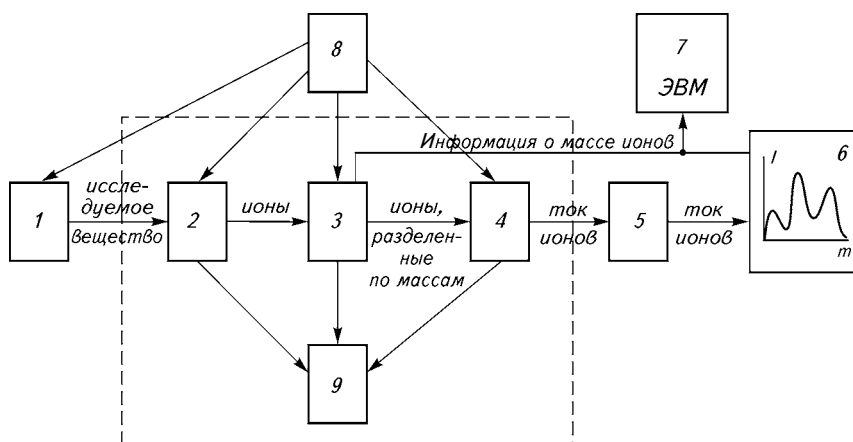 8
7
ЭВМ
Информация о массе ионов
6
I
m
1
иссле-
дуемое
вещество
2
ионы
3
ионы,
разделен-
ные
по массам
4
ток
ионов
5
ток
ионов
9